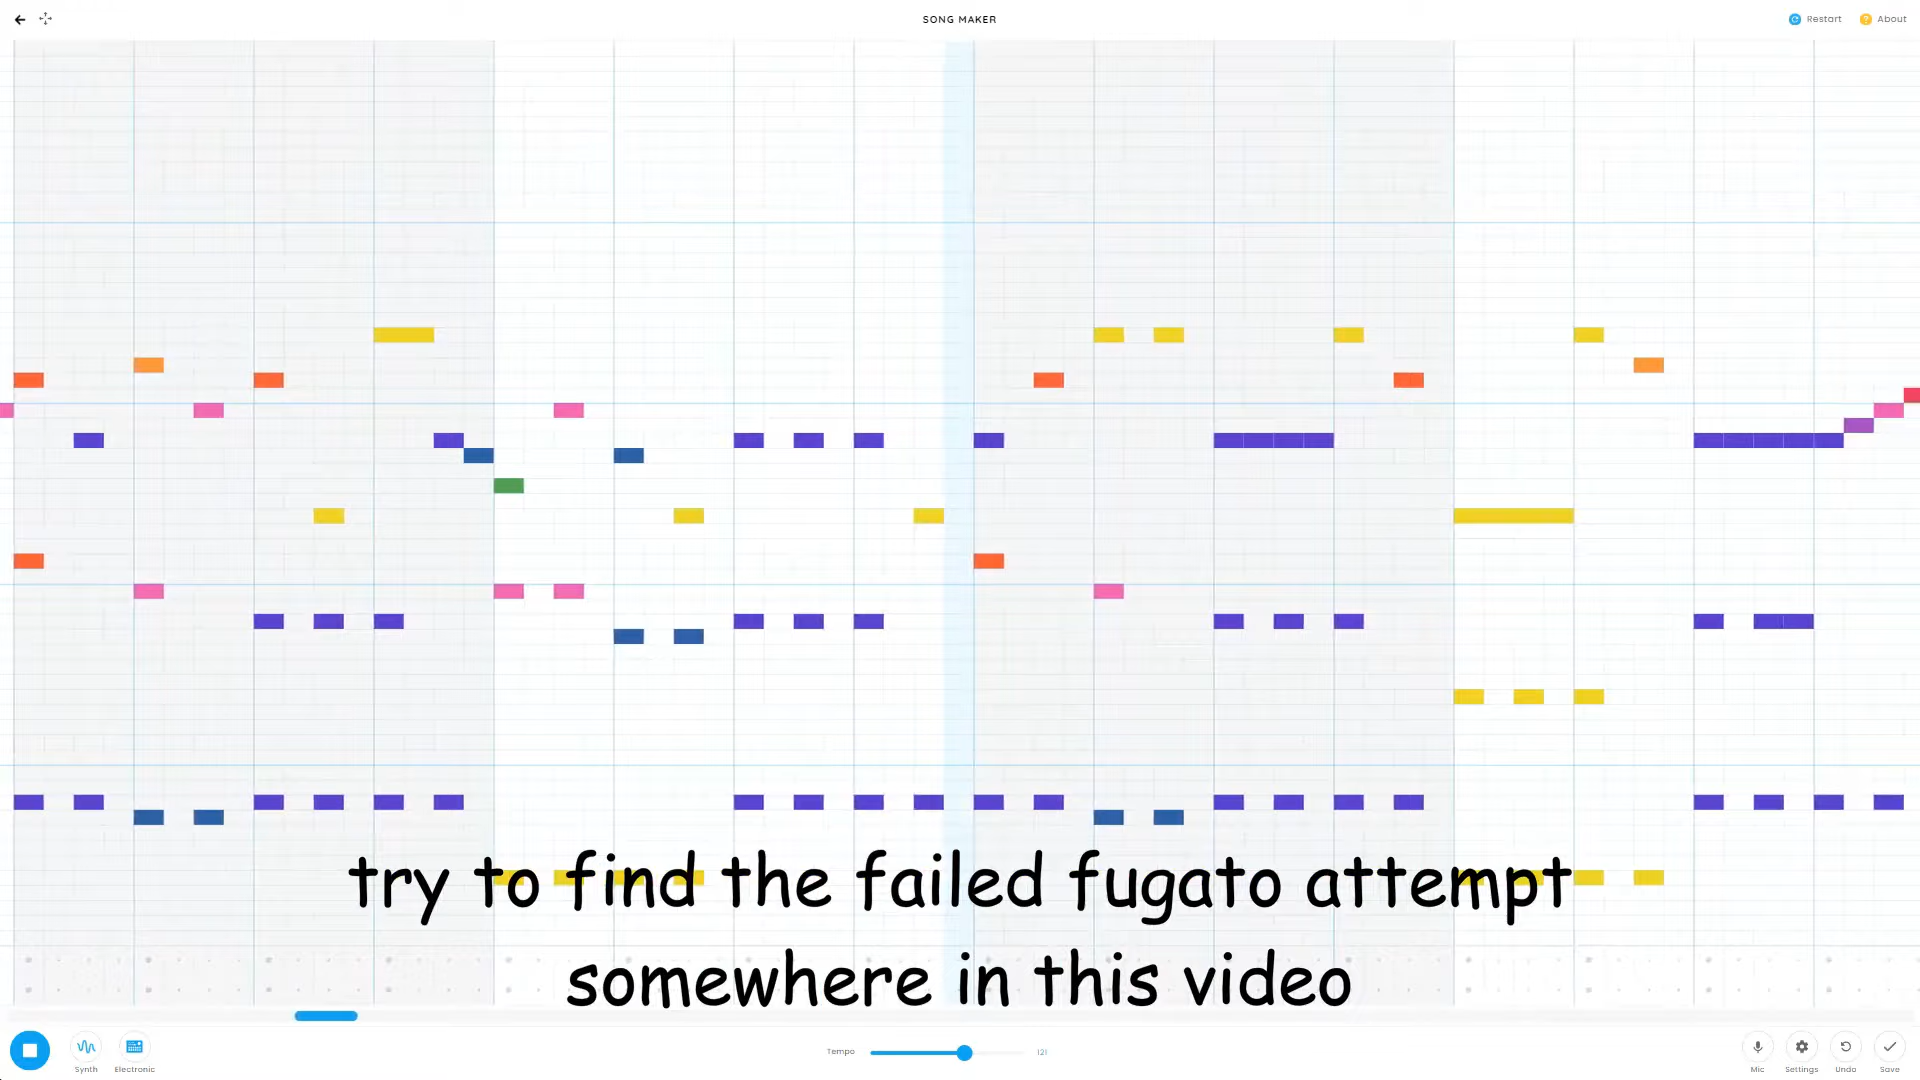 SONG MAKER
Restart
About
try to find the failed fugato attempt
somewhere in this video
Synth
Electronic
Tempo
121
Mic
Settings
Undo
Save